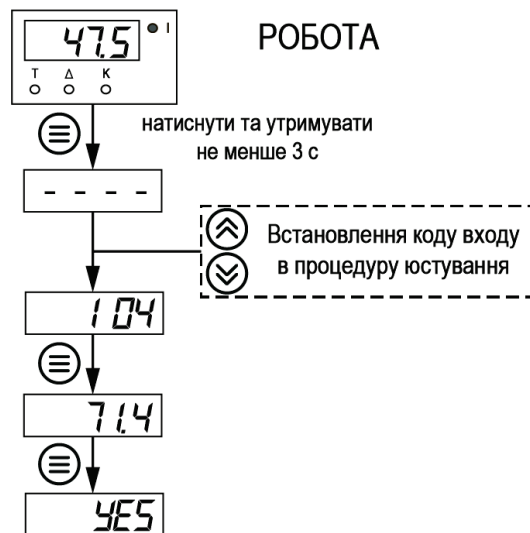 47.5
I
РОБОТА
T Δ K
натиснути та утримувати
не менше 3 с
- - - -
Встановлення коду входу
в процедуру юстування
104
71.4
YES